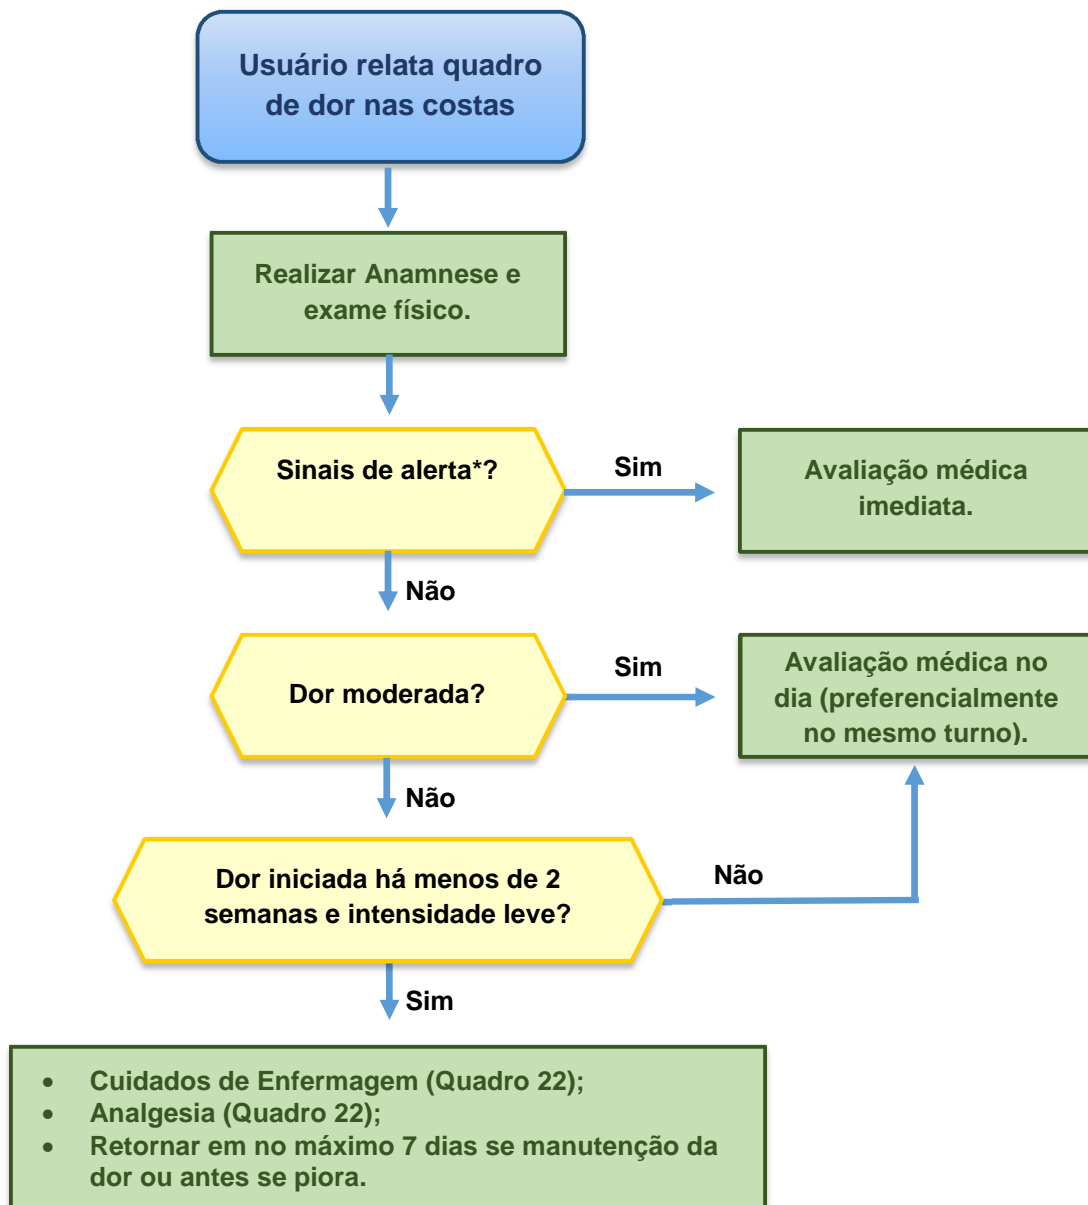 Usuário relata quadro
de dor nas costas
Realizar Anamnese e
exame físico.
Sinais de alerta*?
Sim
Avaliação médica
imediata.
Não
Dor moderada?
Sim
Avaliação médica no
dia (preferencialmente
no mesmo turno).
Não
Dor iniciada há menos de 2
semanas e intensidade leve?
Não
Sim
• Cuidados de Enfermagem (Quadro 22);
• Analgesia (Quadro 22);
• Retornar em no máximo 7 dias se manutenção da
dor ou antes se piora.